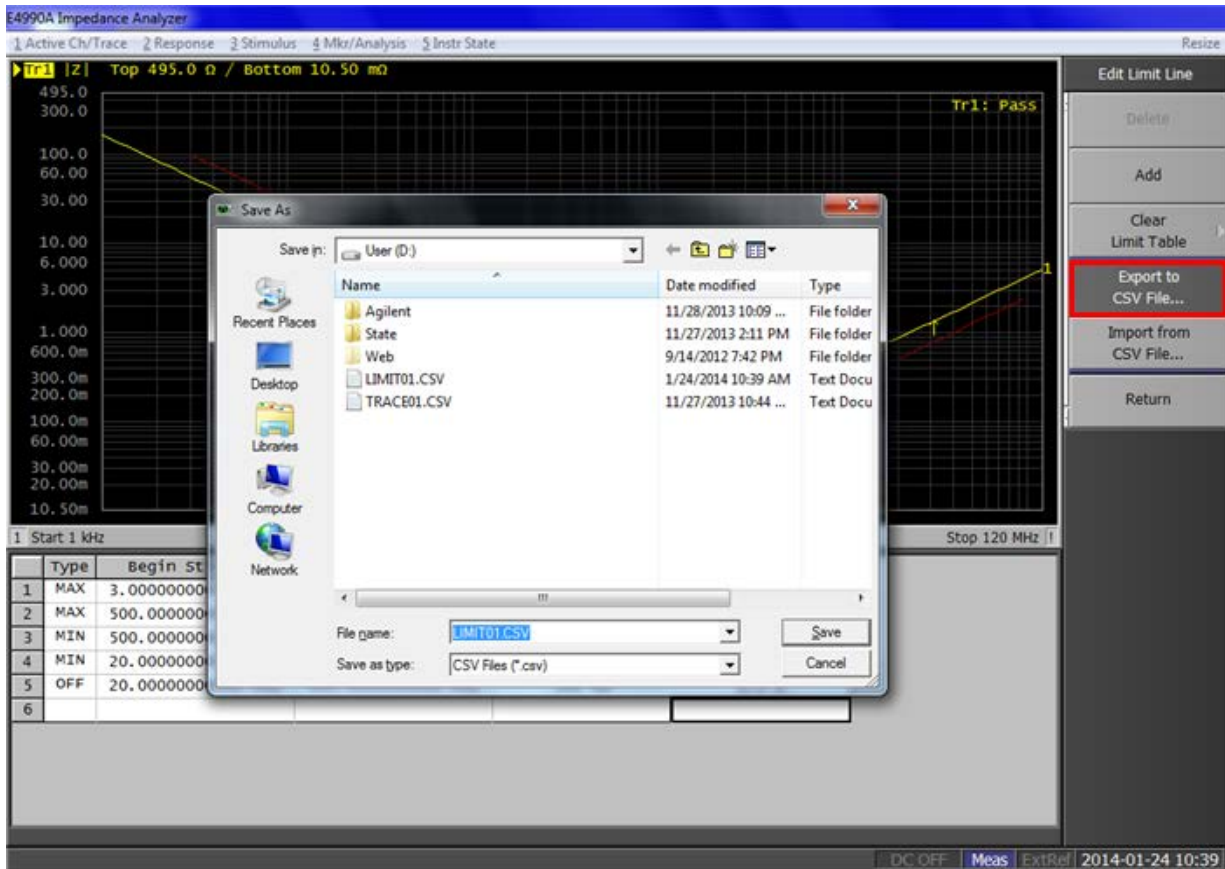 E4990A Impedance Analyzer
1 Active Ch/Trace 2 Response 3 Stimulus 4 Mkr/Analysis 5 Instr State Resize
Tr1 |Z| Top 495.0 Ω / Bottom 10.50 mΩ
Tr1: Pass
495.0
300.0
100.0
60.00
30.00
10.00
6.000
3.000
1.000
600.0m
300.0m
200.0m
100.0m
60.00m
30.00m
20.00m
10.50m
1
1 Start 1 kHz
Stop 120 MHz !
Save As
Save in: User (D:)
Recent Places
Desktop
Libraries
Computer
Network
Name Date modified Type
Agilent 11/28/2013 10:09 ... File folder
State 11/27/2013 2:11 PM File folder
Web 9/14/2012 7:42 PM File folder
LIMIT01.CSV 1/24/2014 10:39 AM Text Docu
TRACE01.CSV 11/27/2013 10:44 ... Text Docu
File name: LIMIT01.CSV Save
Save as type: CSV Files (*.csv) Cancel
Type Begin St
1 MAX 3.000000000
2 MAX 500.000000
3 MIN 500.000000
4 MIN 20.0000000
5 OFF 20.0000000
6
Edit Limit Line
Delete
Add
Clear
Limit Table
Export to
CSV File...
Import from
CSV File...
Return
DC OFF Meas ExtRef 2014-01-24 10:39